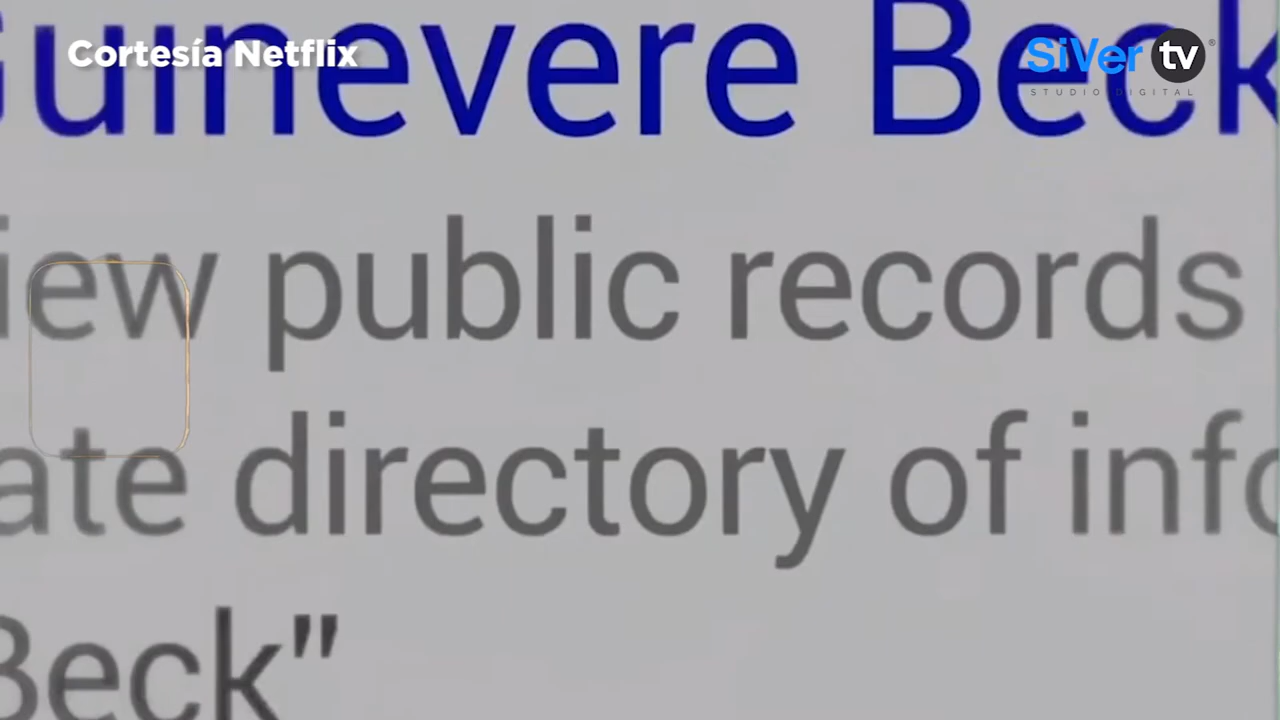 Cortesía Netflix
SiVer tv
STUDIO DIGITAL
Guinevere Beck
iew public records
ate directory of info
Beck"